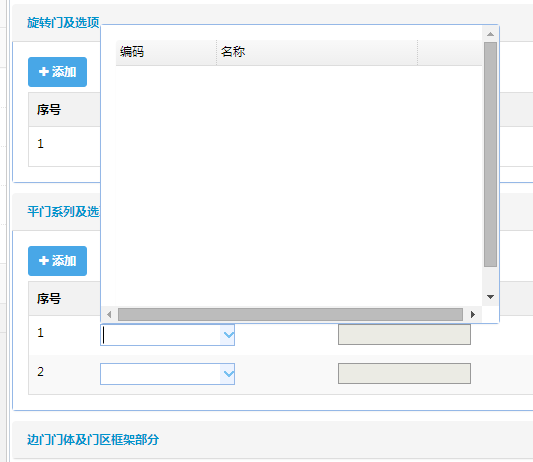 旋转门及选项
编码 名称
添加
序号
1
平门系列及选
添加
序号
1
2
边门门体及门区框架部分